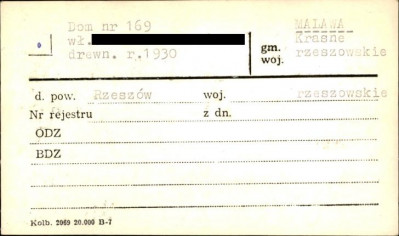 Dom nr 169 MALAWA
wł. gm. Krasne
drewn. r.1930 woj. rzeszowskie
d. pow. Rzeszów woj. rzeszowskie
Nr rejestru z dn.
ODZ
BDZ
Kolb. 2069 20.000 B-7